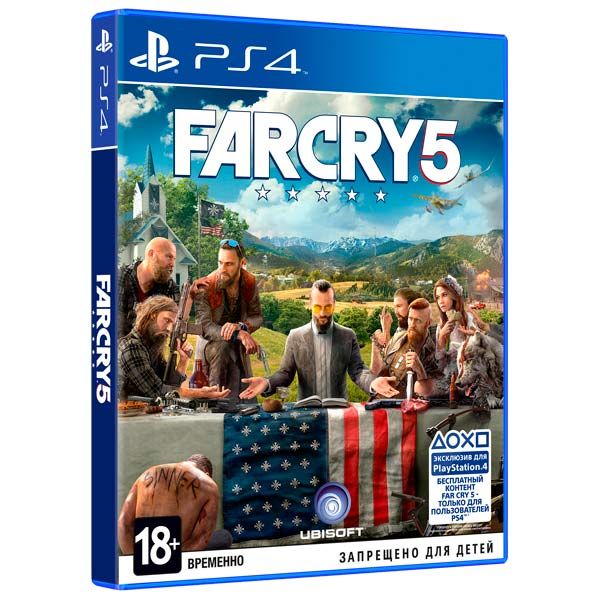 PS4
PS4
FARCRY5
FARCRY5
SINNER
ЭКСКЛЮЗИВ ДЛЯ
PlayStation.4
БЕСПЛАТНЫЙ
КОНТЕНТ
FAR CRY 5 -
ТОЛЬКО ДЛЯ
ПОЛЬЗОВАТЕЛЕЙ
PS4™
UBISOFT
18+
ВРЕМЕННО
ЗАПРЕЩЕНО ДЛЯ ДЕТЕЙ